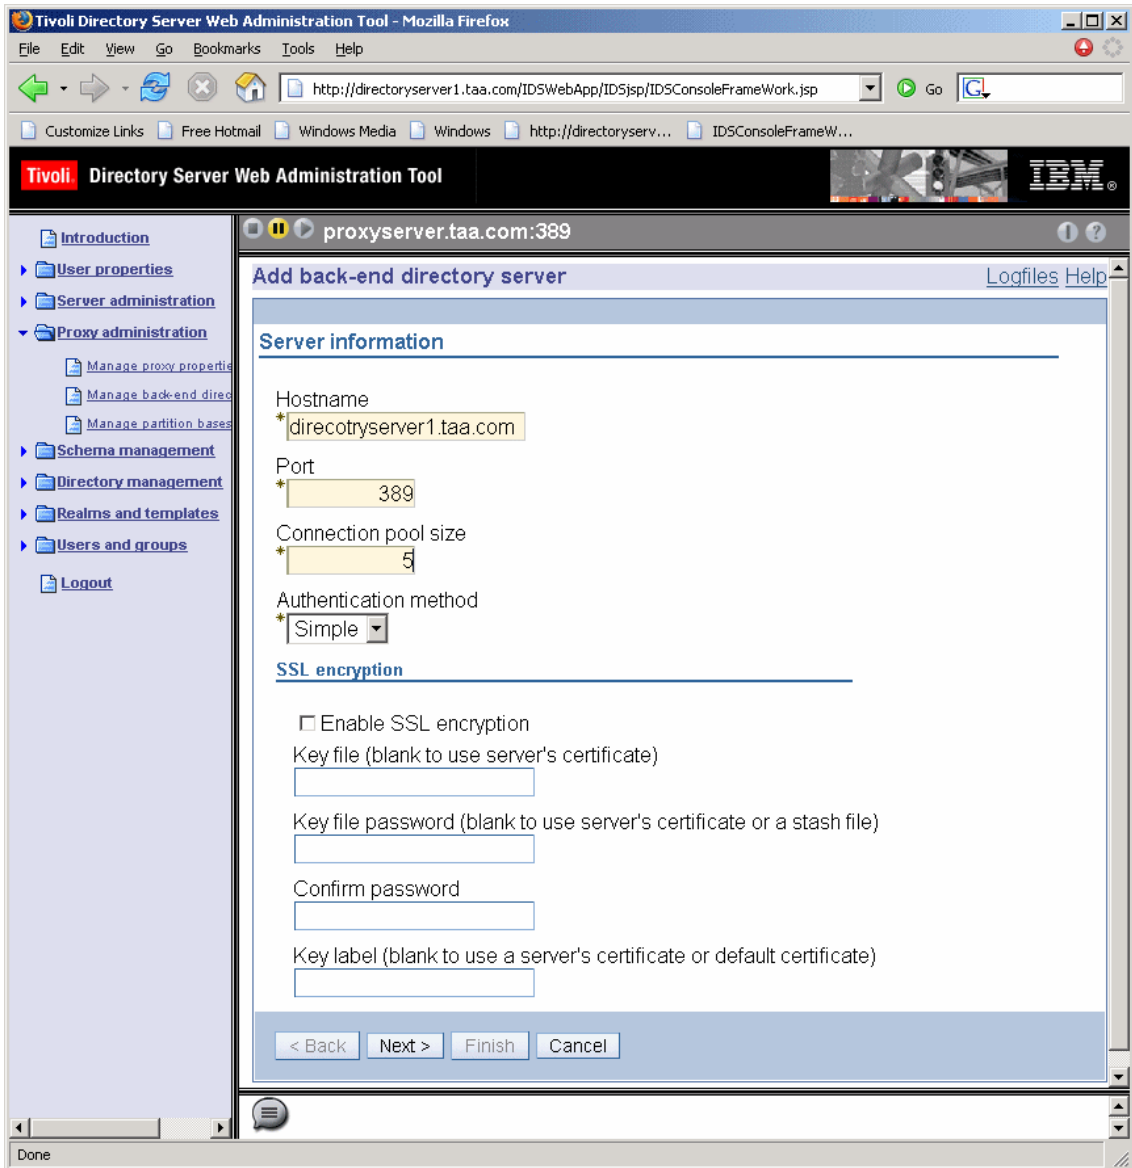 Tivoli Directory Server Web Administration Tool - Mozilla Firefox
File Edit View Go Bookmarks Tools Help
http://directoryserver1.taa.com/IDSWebApp/IDSjsp/IDSConsoleFrameWork.jsp Go G
Customize Links Free Hotmail Windows Media Windows http://directoryserv... IDSConsoleFrameW...
Tivoli. Directory Server Web Administration Tool IBM®
Introduction
User properties
Server administration
Proxy administration
Manage proxy propertie
Manage back-end direc
Manage partition bases
Schema management
Directory management
Realms and templates
Users and groups
Logout
proxyserver.taa.com:389 ?
Add back-end directory server Logfiles Help
Server information
Hostname
*direcotryserver1.taa.com
Port
*389
Connection pool size
*5
Authentication method
*Simple
SSL encryption
Enable SSL encryption
Key file (blank to use server's certificate)
Key file password (blank to use server's certificate or a stash file)
Confirm password
Key label (blank to use a server's certificate or default certificate)
< Back Next > Finish Cancel
Done